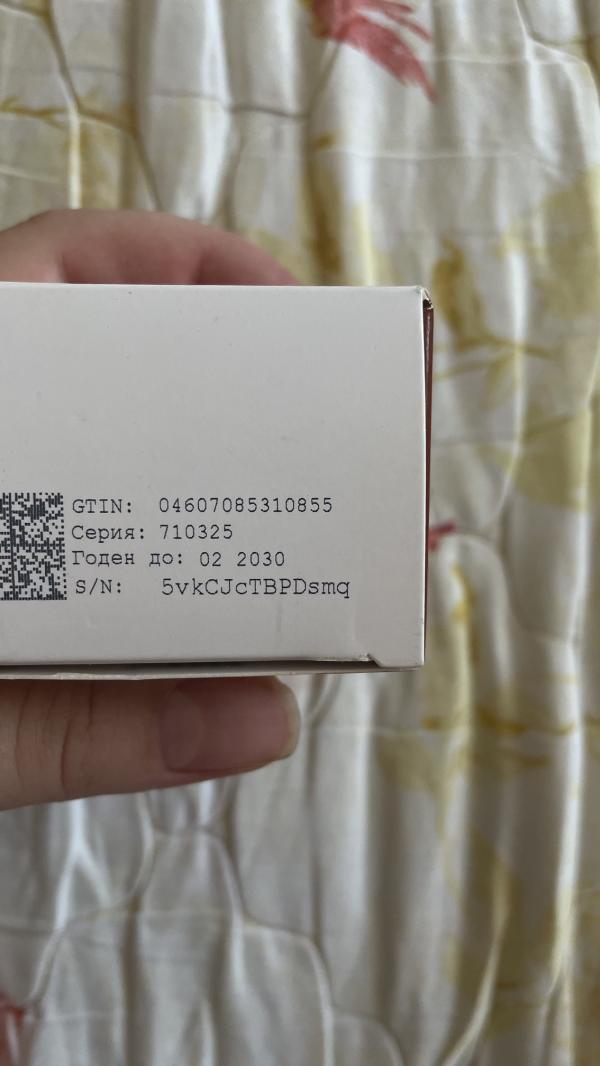 GTIN: 04607085310855
Серия: 710325
Годен до: 02 2030
S/N: 5vkCJcTBPDsmq